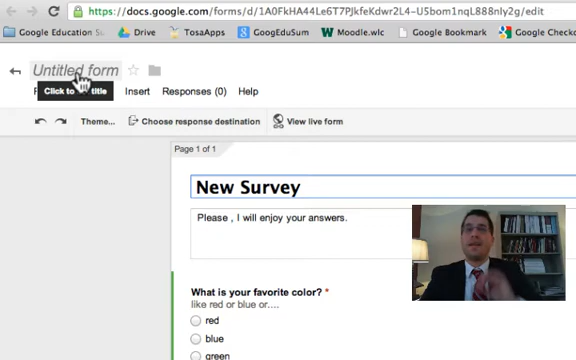 https://docs.google.com/forms/d/1A0FkHA44Le6T7PJkfeKdwr2L4-U5bom1nqL888nly2g/edit
Google Education S Drive TosaApps GoogEduSum Moodle.wlc Google Bookmark Google Checko
Untitled form
Click to title
Insert Responses (0) Help
Theme... Choose response destination View live form
Page 1 of 1
New Survey
Please , I will enjoy your answers.
What is your favorite color? *
like red or blue or....
red
blue
green